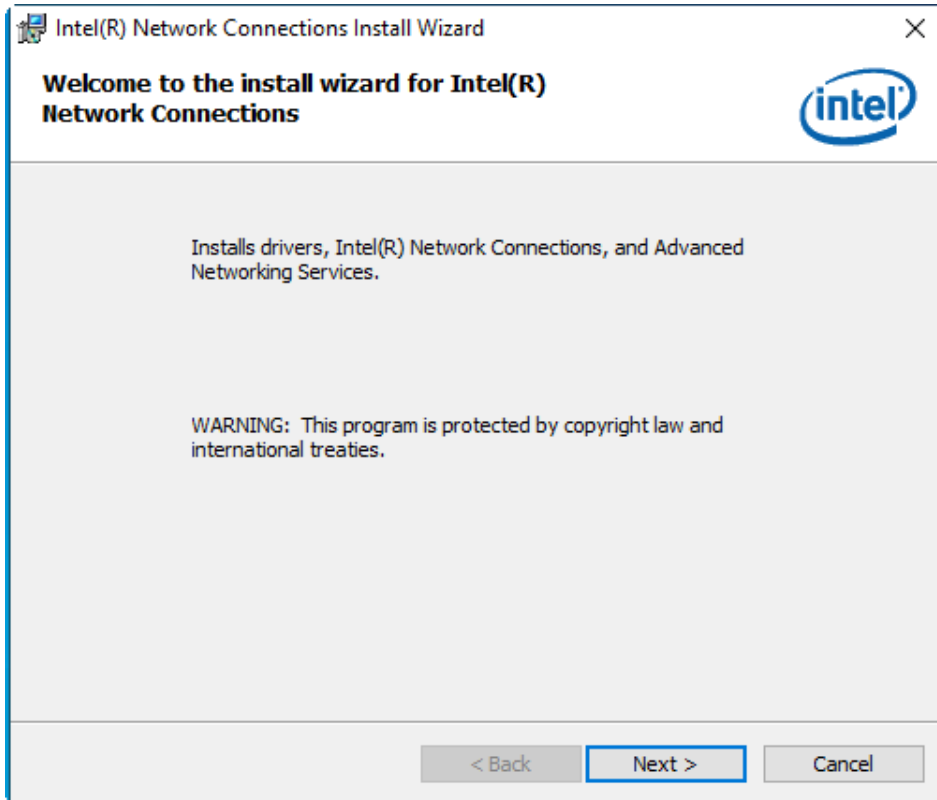 Intel(R) Network Connections Install Wizard
Welcome to the install wizard for Intel(R)
Network Connections
intel
Installs drivers, Intel(R) Network Connections, and Advanced
Networking Services.
WARNING:  This program is protected by copyright law and
international treaties.
< Back
Next >
Cancel